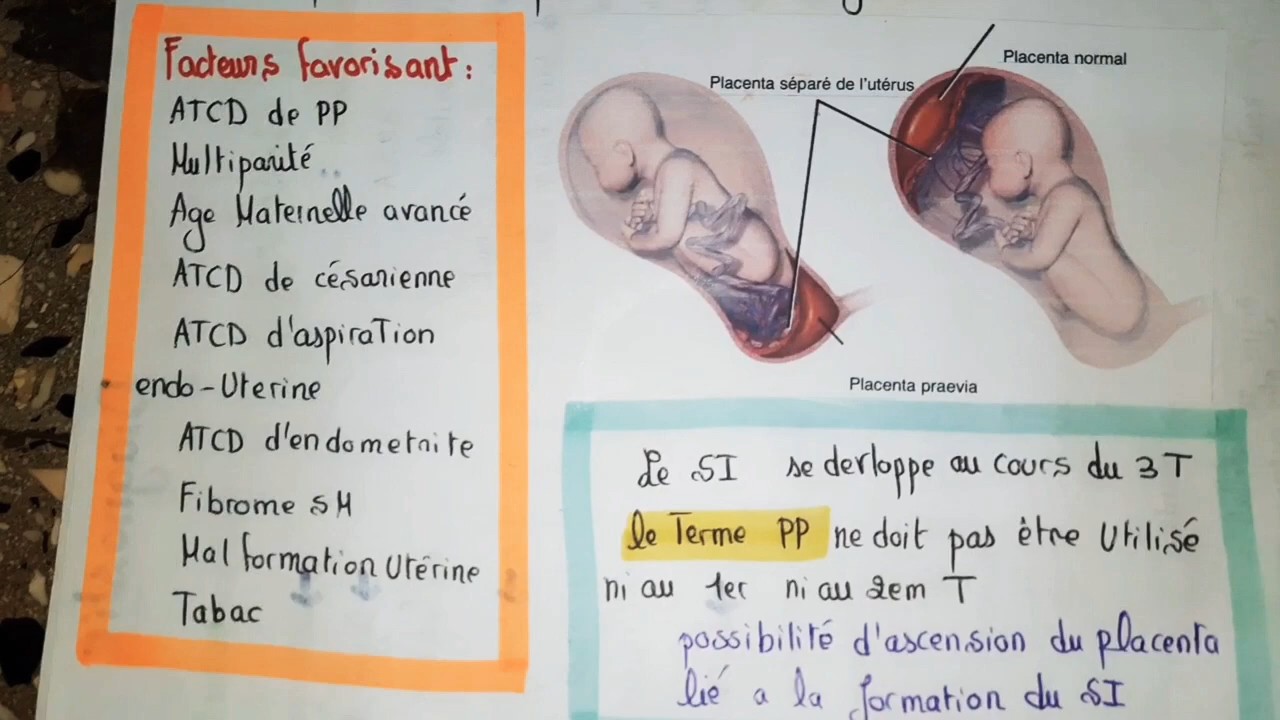 Facteurs favorisant :
ATCD de PP
Multiparité
Age Maternelle avancé
ATCD de césarienne
ATCD d'aspiration
endo-Uterine
ATCD d'endometrite
Fibrome SM
Malformation Utérine
Tabac
Placenta normal
Placenta séparé de l'utérus
Placenta praevia
Le SI se derloppe au cours du 3 T
le Terme PP ne doit pas être Utilisé
ni au 1er ni au 2em T
possibilité d'ascension du placenta
lié a la formation du SI